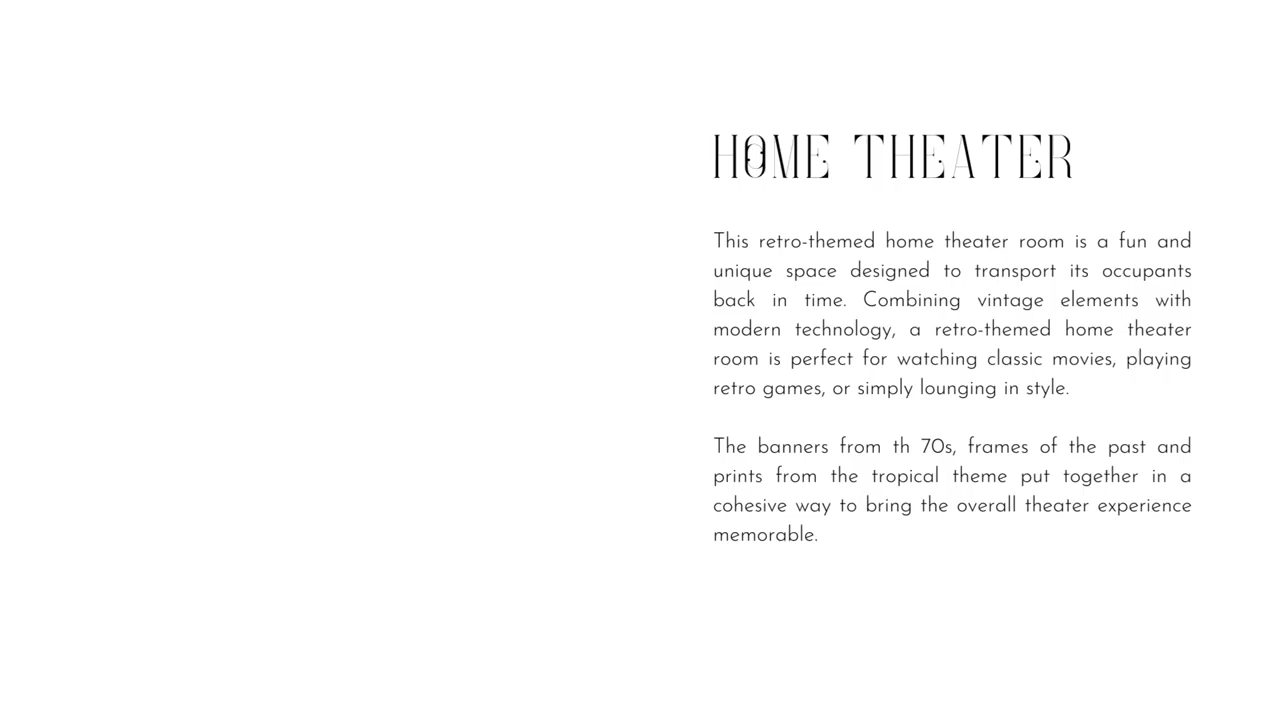 HOME THEATER
This retro-themed home theater room is a fun and
unique space designed to transport its occupants
back in time. Combining vintage elements with
modern technology, a retro-themed home theater
room is perfect for watching classic movies, playing
retro games, or simply lounging in style.
The banners from th 70s, frames of the past and
prints from the tropical theme put together in a
cohesive way to bring the overall theater experience
memorable.